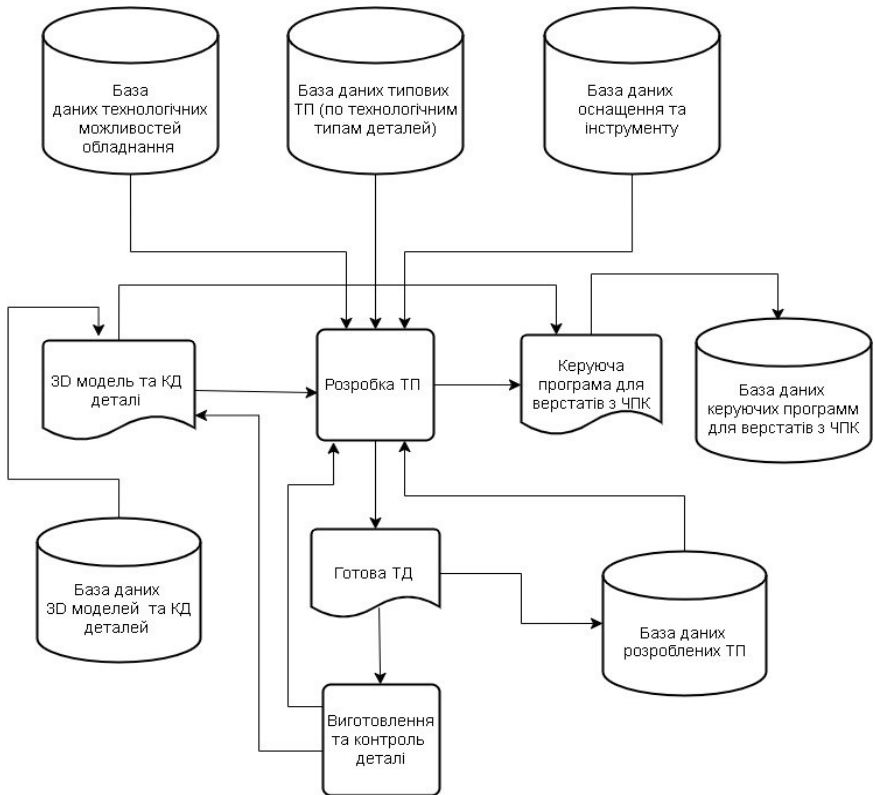 База
даних технологічних
можливостей
обладнання
База даних типових
ТП (по технологічним
типам деталей)
База даних
оснащення та
інструменту
3D модель та КД
деталі
Розробка ТП
Керуюча
програма для
верстатів з ЧПК
База даних
керуючих программ
для верстатів з ЧПК
База даних
3D моделей та КД
деталей
Готова ТД
База даних
розроблених ТП
Виготовлення
та контроль
деталі